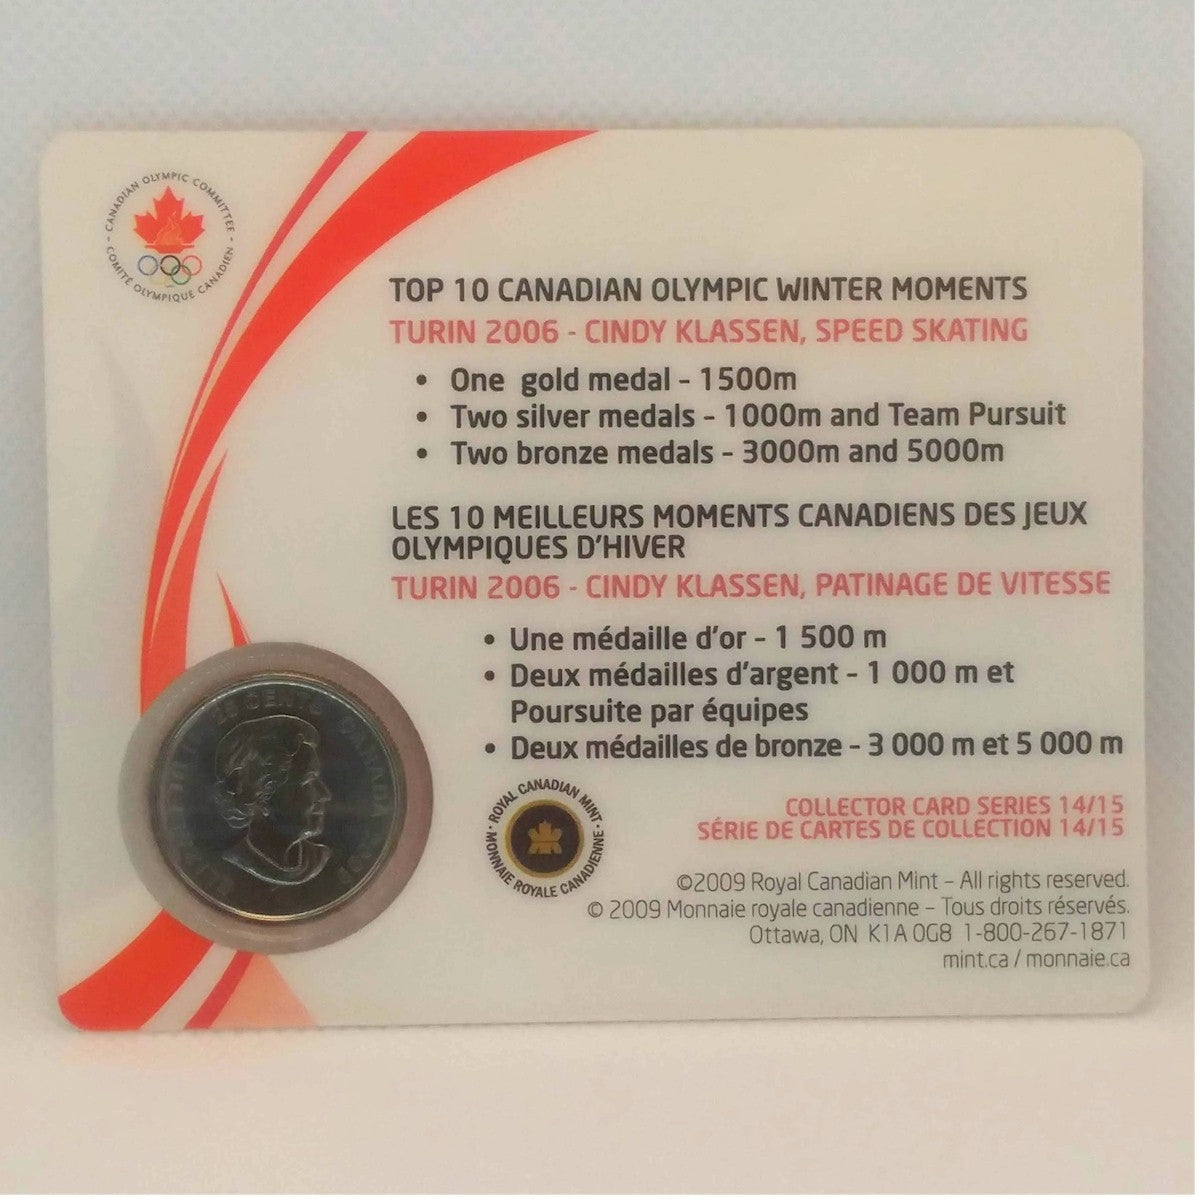 CANADIAN OLYMPIC COMMITTEE
COMITÉ OLYMPIQUE CANADIEN
TOP 10 CANADIAN OLYMPIC WINTER MOMENTS
TURIN 2006 - CINDY KLASSEN, SPEED SKATING
• One gold medal – 1500m
• Two silver medals – 1000m and Team Pursuit
• Two bronze medals – 3000m and 5000m
LES 10 MEILLEURS MOMENTS CANADIENS DES JEUX
OLYMPIQUES D'HIVER
TURIN 2006 - CINDY KLASSEN, PATINAGE DE VITESSE
• Une médaille d'or – 1 500 m
• Deux médailles d'argent – 1 000 m et
Poursuite par équipes
• Deux médailles de bronze – 3 000 m et 5 000 m
25 CENTS CANADA
ROYAL CANADIAN MINT
MONNAIE ROYALE CANADIENNE
COLLECTOR CARD SERIES 14/15
SÉRIE DE CARTES DE COLLECTION 14/15
©2009 Royal Canadian Mint – All rights reserved.
© 2009 Monnaie royale canadienne – Tous droits réservés.
Ottawa, ON K1A 0G8 1-800-267-1871
mint.ca / monnaie.ca